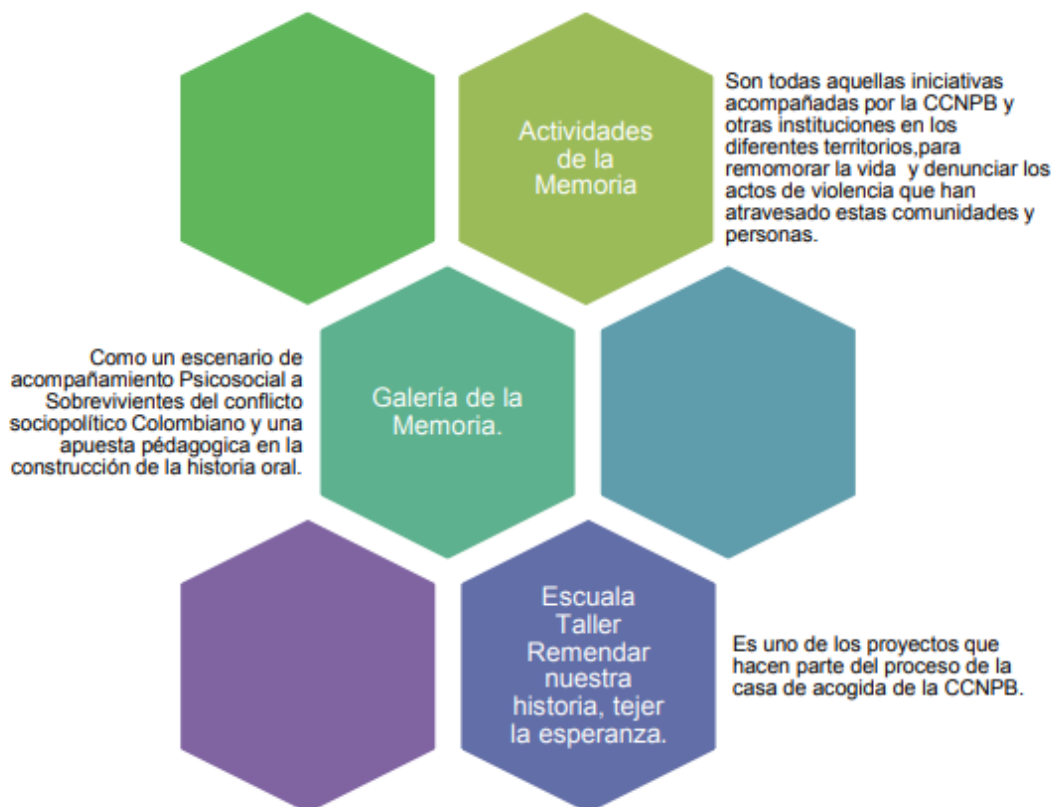 Actividades
de la
Memoria
Son todas aquellas iniciativas
acompañadas por la CCNPB y
otras instituciones en los
diferentes territorios,para
remomorar la vida y denunciar los
actos de violencia que han
atravesado estas comunidades y
personas.
Como un escenario de
acompañamiento Psicosocial a
Sobrevivientes del conflicto
sociopolítico Colombiano y una
apuesta pédagogica en la
construcción de la historia oral.
Galería de la
Memoria.
Escuala
Taller
Remendar
nuestra
historia, tejer
la esperanza.
Es uno de los proyectos que
hacen parte del proceso de la
casa de acogida de la CCNPB.